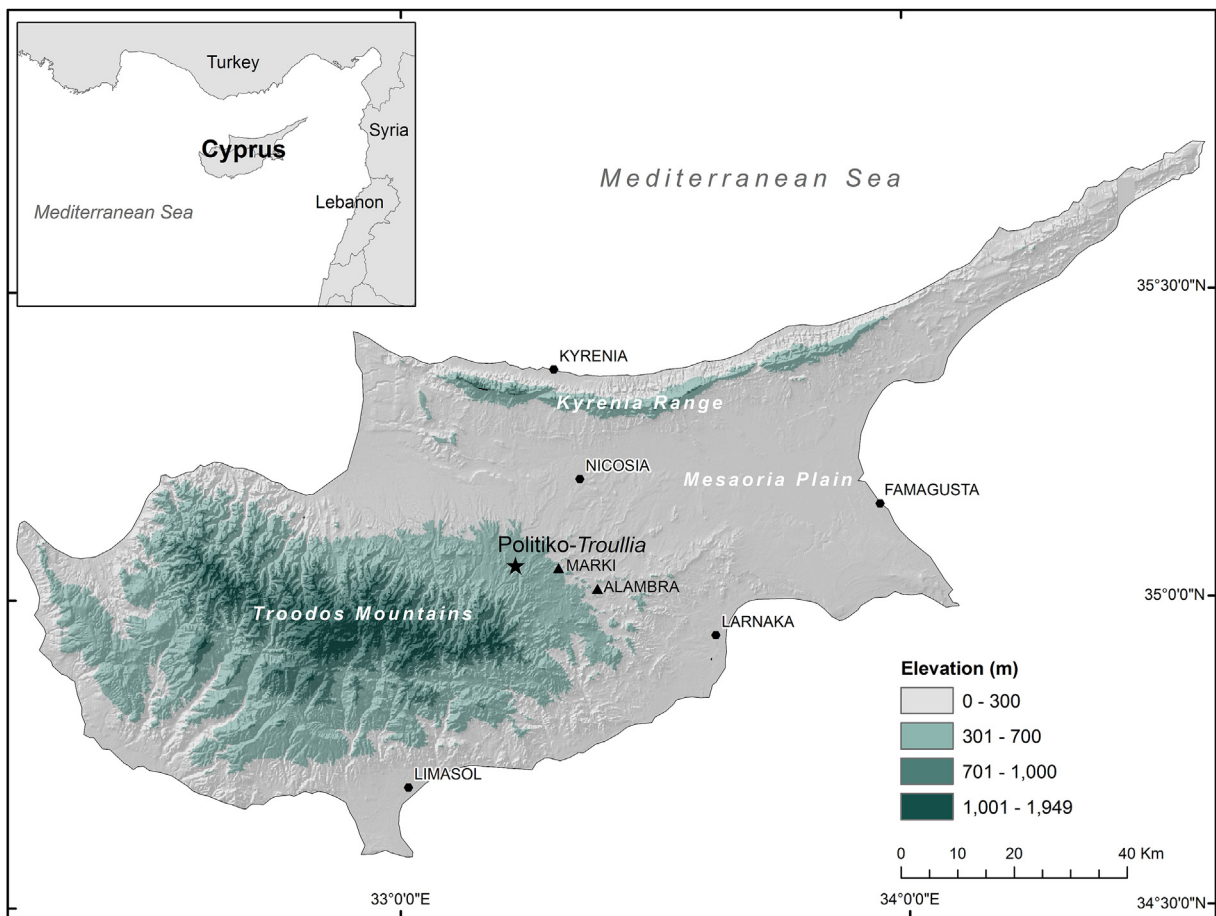 Turkey
Cyprus
Syria
Lebanon
Mediterranean Sea
Mediterranean Sea
35°30'0"N
KYRENIA
Kyrenia Range
NICOSIA
Mesaoria Plain
FAMAGUSTA
Politiko-Troullia
MARKI
ALAMBRA
35°0'0"N
Troodos Mountains
LARNAKA
Elevation (m)
0 - 300
301 - 700
701 - 1,000
1,001 - 1,949
LIMASOL
0 10 20 40 Km
33°0'0"E
34°0'0"E
34°30'0"N